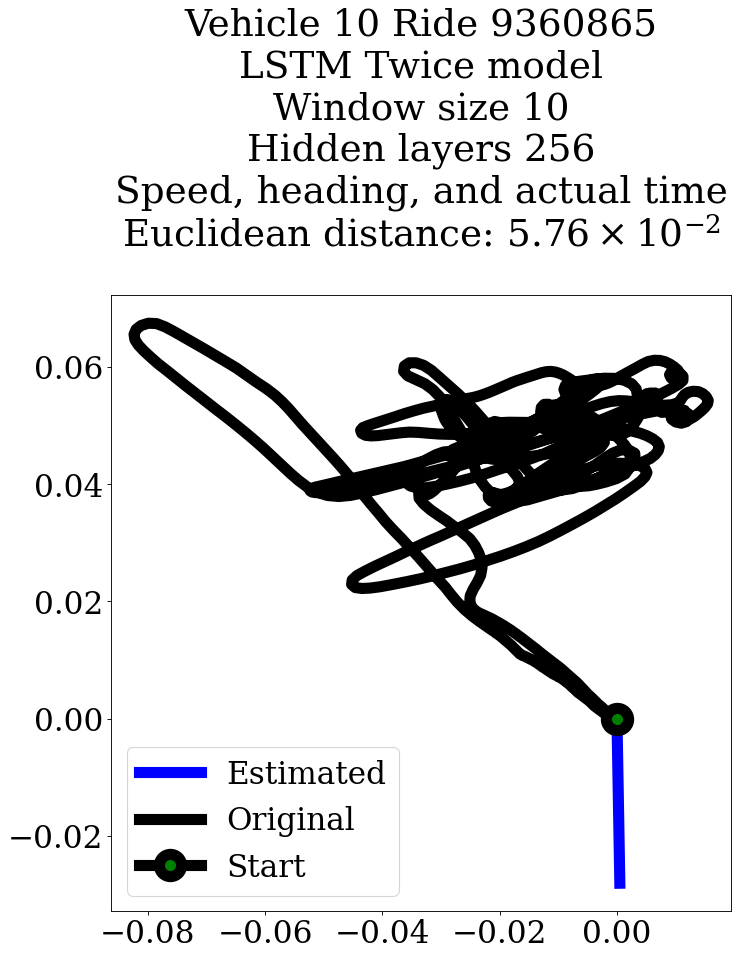 Vehicle 10 Ride 9360865
LSTM Twice model
Window size 10
Hidden layers 256
Speed, heading, and actual time
Euclidean distance: 5.76 × 10⁻²
0.06
0.04
0.02
0.00
−0.02
Estimated
Original
Start
−0.08 −0.06 −0.04 −0.02 0.00